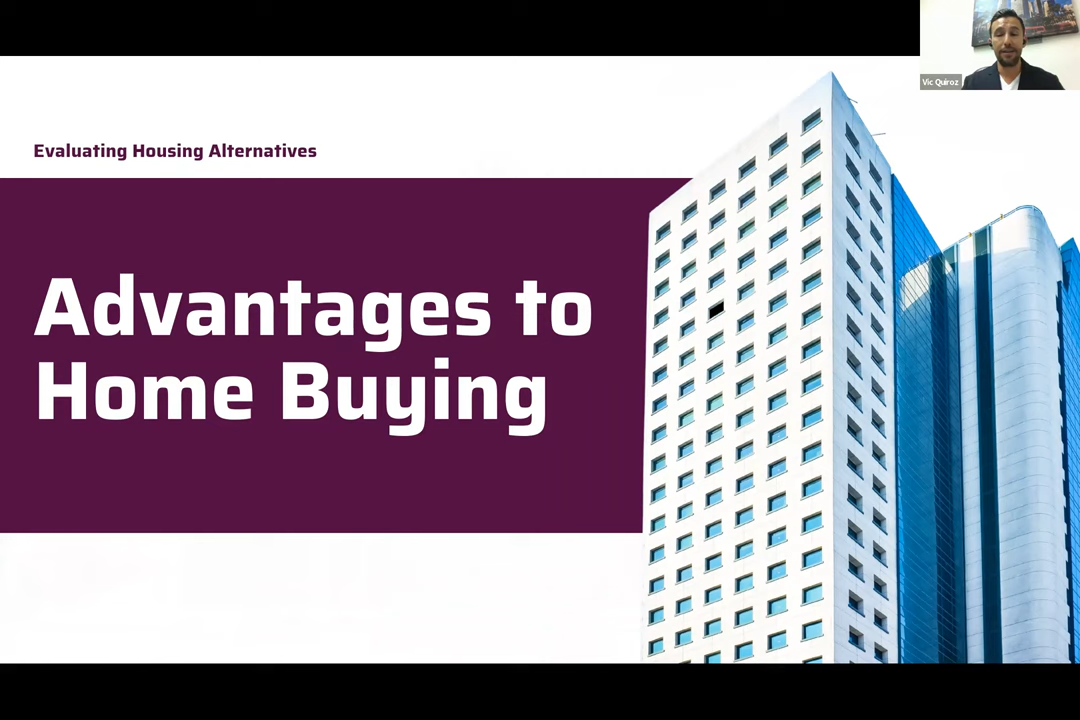 Vic Quiroz
Evaluating Housing Alternatives
Advantages to
Home Buying